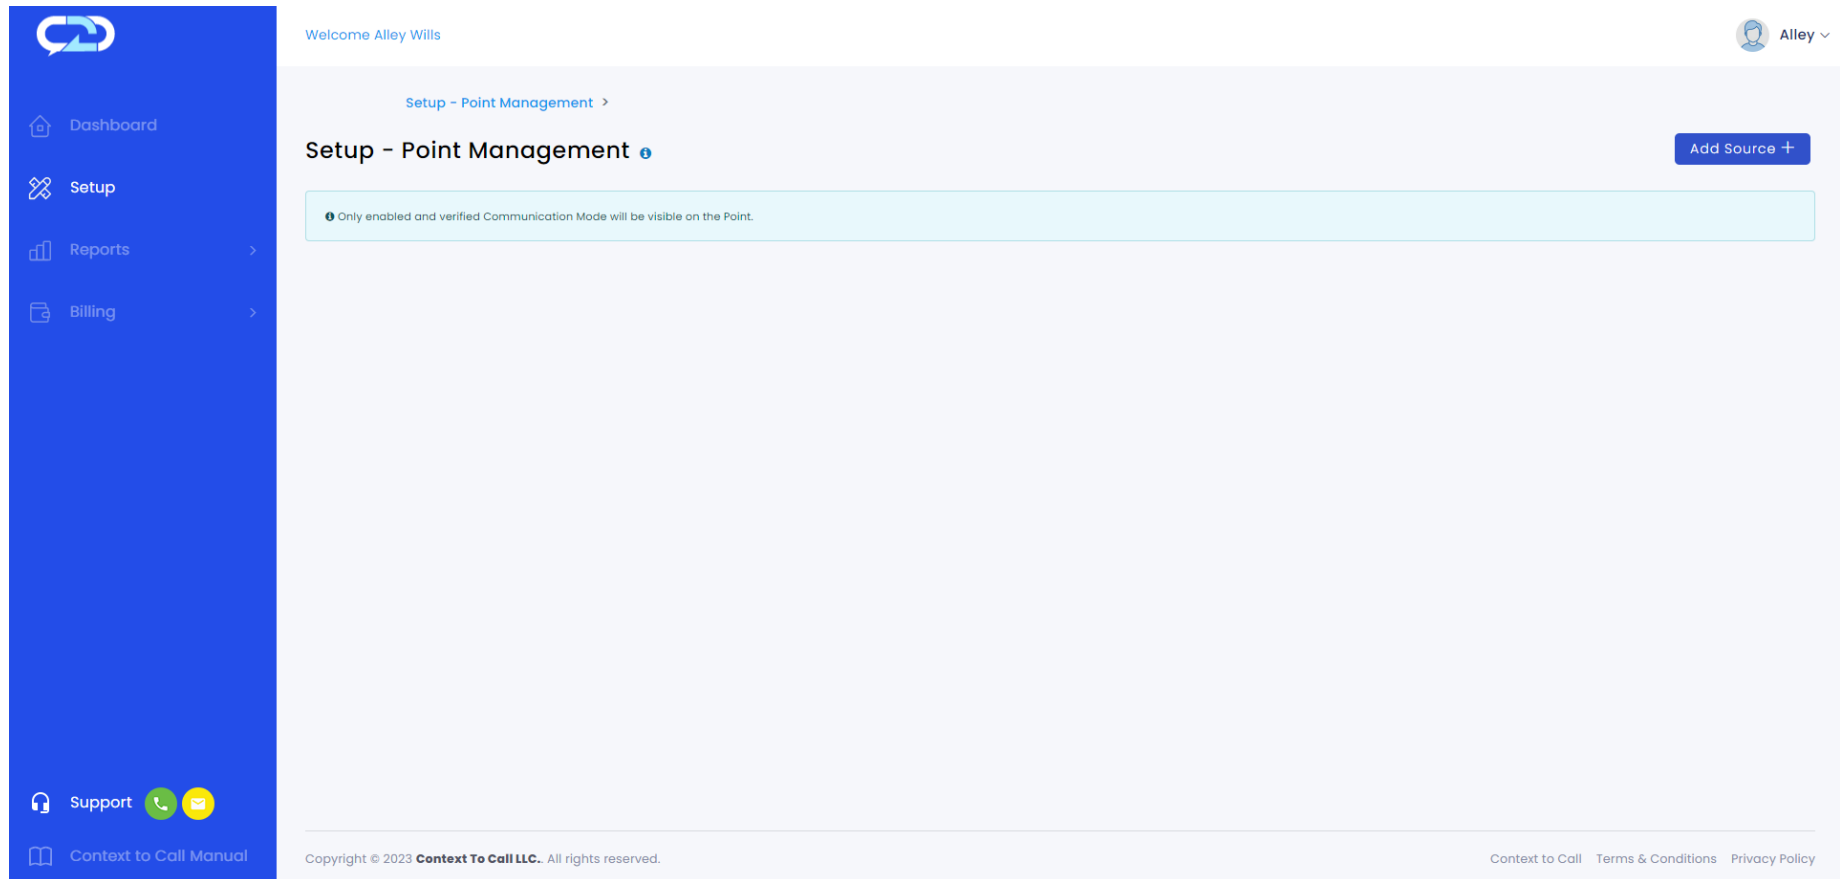 Welcome Alley Wills
Alley
Dashboard
Setup
Reports
Billing
Setup - Point Management >
Setup - Point Management
Add Source +
Only enabled and verified Communication Mode will be visible on the Point.
Support
Context to Call Manual
Copyright © 2023 Context To Call LLC.. All rights reserved.
Context to Call Terms & Conditions Privacy Policy